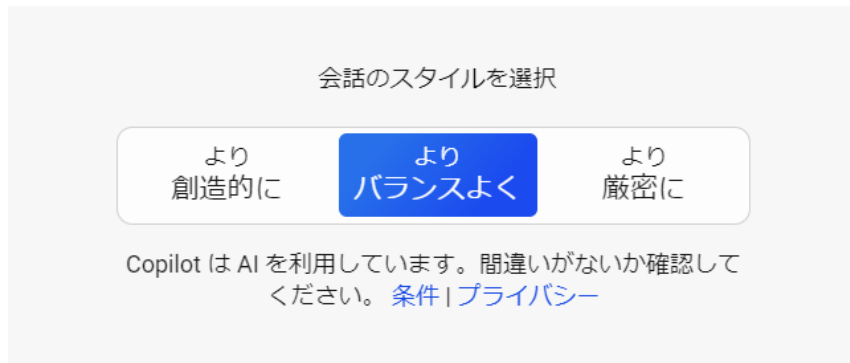 会話のスタイルを選択
より
創造的に
より
バランスよく
より
厳密に
Copilot は AI を利用しています。間違いがないか確認して
ください。 条件 | プライバシー